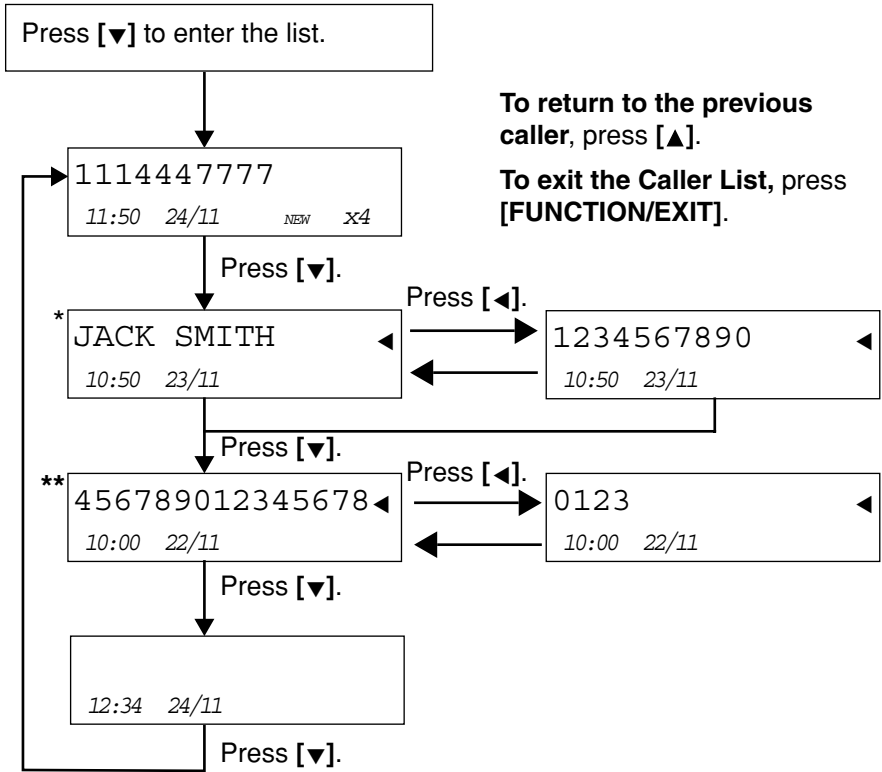 Press [▼] to enter the list.
To return to the previous
caller, press [▲].
To exit the Caller List, press
[FUNCTION/EXIT].
1114447777
11:50 24/11 NEW x4
Press [▼].
Press [◀].
* JACK SMITH ◀
10:50 23/11
1234567890 ◀
10:50 23/11
Press [▼].
Press [◀].
** 456789012345678◀
10:00 22/11
0123 ◀
10:00 22/11
Press [▼].
12:34 24/11
Press [▼].